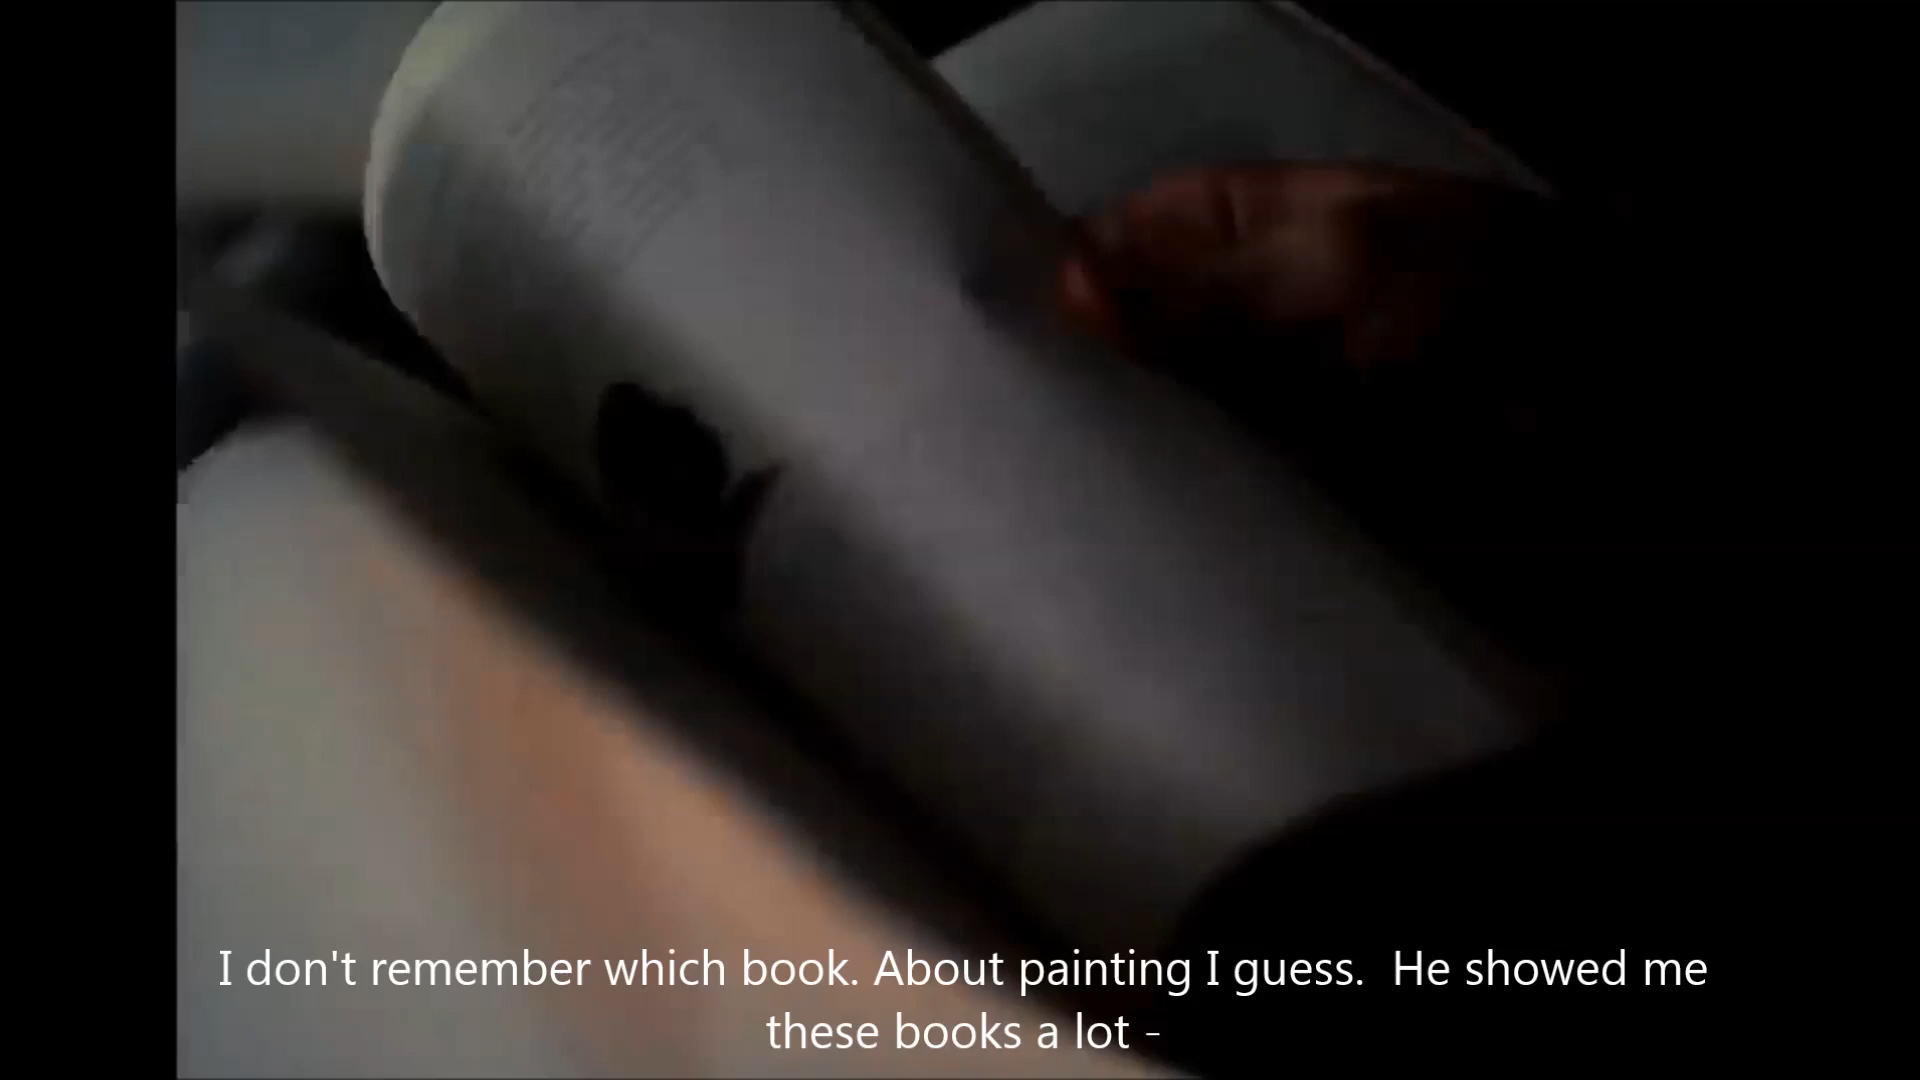 I don't remember which book. About painting I guess.  He showed me
these books a lot -